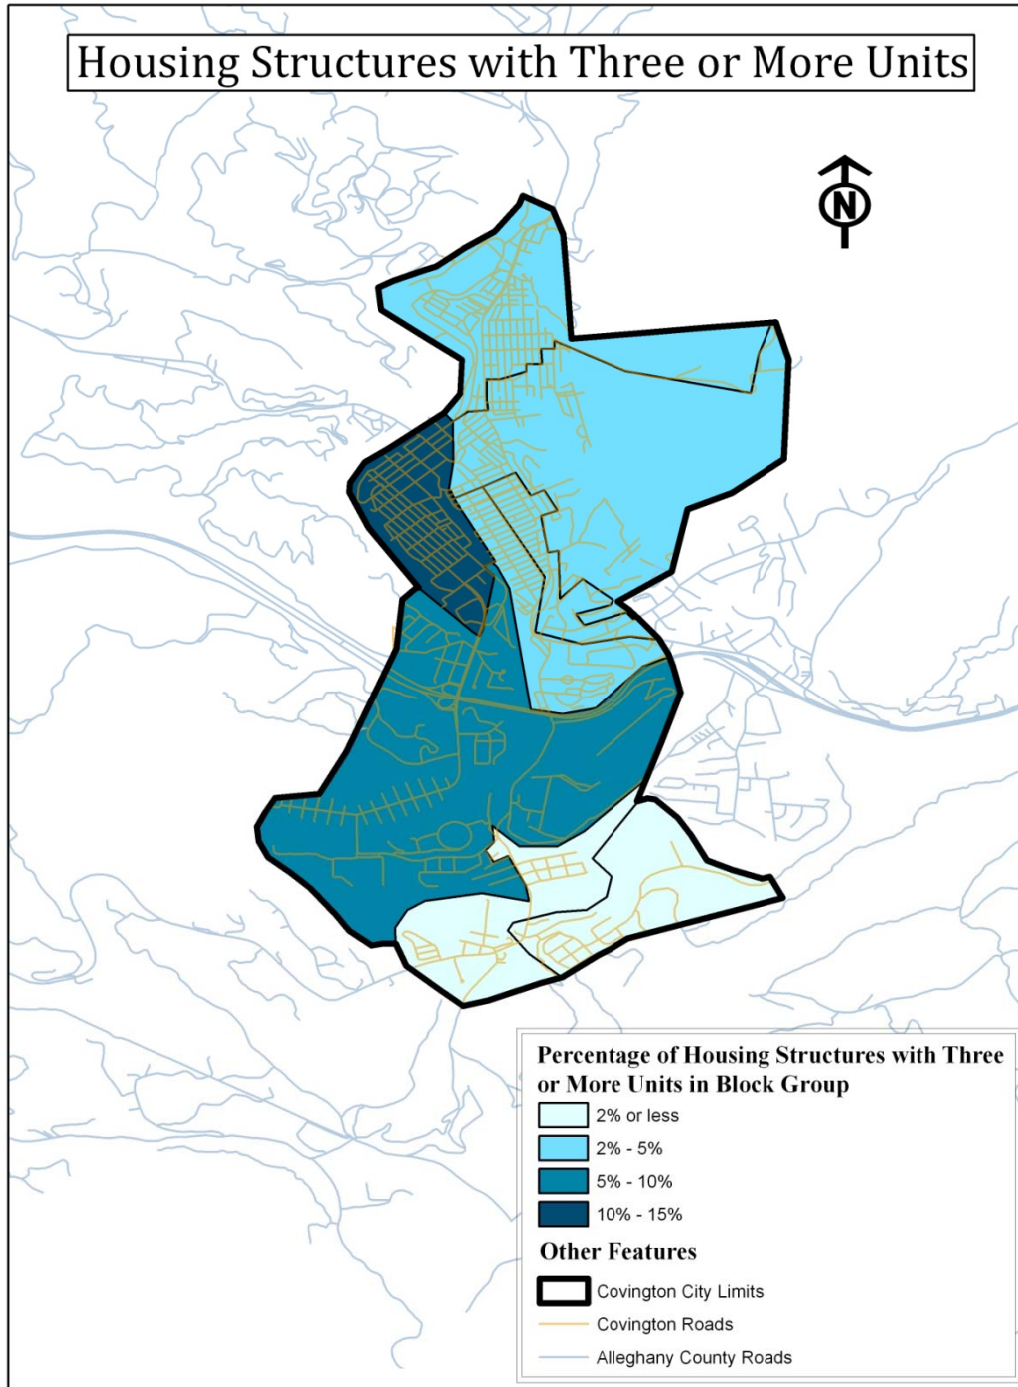 Housing Structures with Three or More Units
N
Percentage of Housing Structures with Three
or More Units in Block Group
2% or less
2% - 5%
5% - 10%
10% - 15%
Other Features
Covington City Limits
Covington Roads
Alleghany County Roads